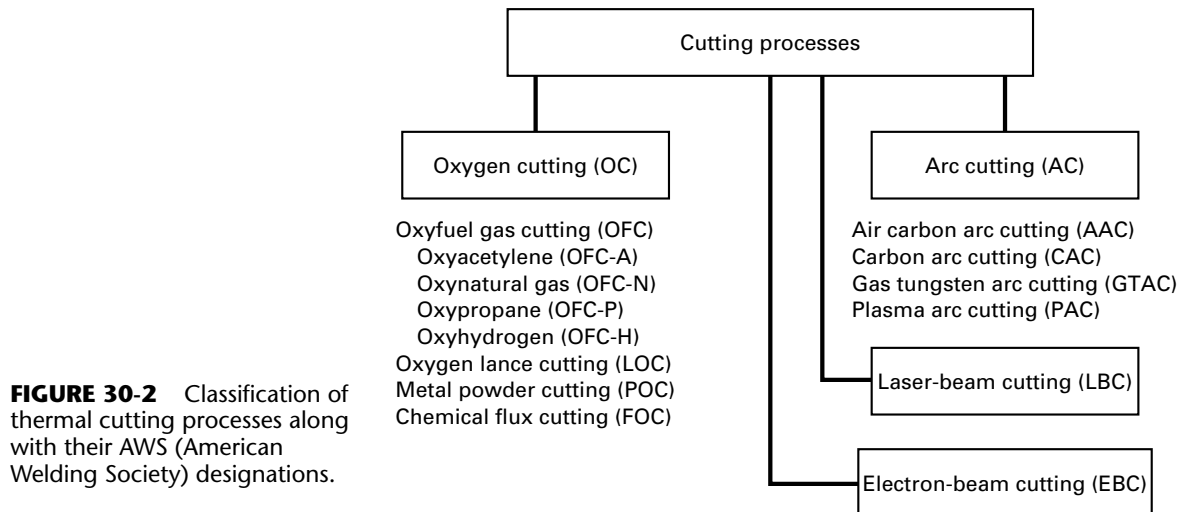 Cutting processes
Oxygen cutting (OC)
Oxyfuel gas cutting (OFC)
Oxyacetylene (OFC-A)
Oxynatural gas (OFC-N)
Oxypropane (OFC-P)
Oxyhydrogen (OFC-H)
Oxygen lance cutting (LOC)
Metal powder cutting (POC)
Chemical flux cutting (FOC)
Arc cutting (AC)
Air carbon arc cutting (AAC)
Carbon arc cutting (CAC)
Gas tungsten arc cutting (GTAC)
Plasma arc cutting (PAC)
Laser-beam cutting (LBC)
Electron-beam cutting (EBC)
FIGURE 30-2 Classification of
thermal cutting processes along
with their AWS (American
Welding Society) designations.